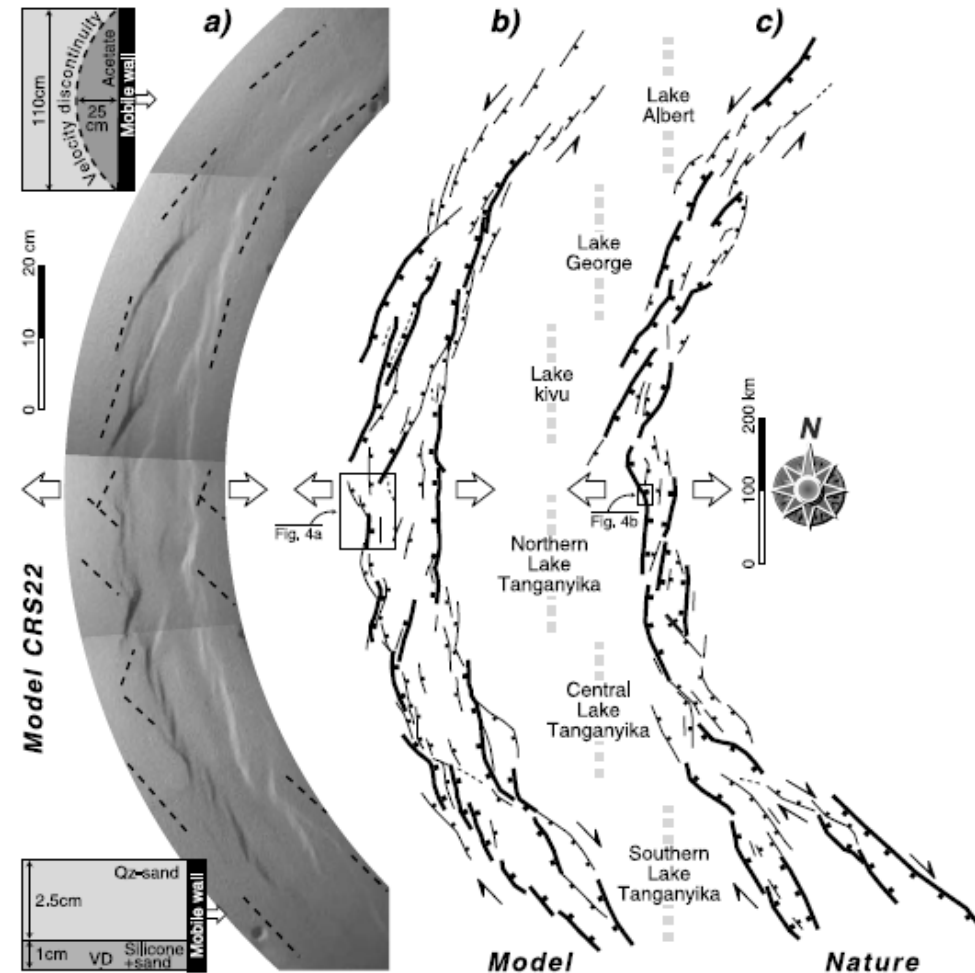 a)
b)
c)
110cm
Velocity discontinuity
Acetate
25
cm
Mobile wall
Lake
Albert
20 cm
10
0
Lake
George
Lake
kivu
N
200 km
100
0
Fig. 4a
Fig. 4b
Northern
Lake
Tanganyika
Model CRS22
Central
Lake
Tanganyika
Southern
Lake
Tanganyika
Qz-sand
2.5cm
1cm
VD
Silicone
+sand
Mobile wall
Model
Nature